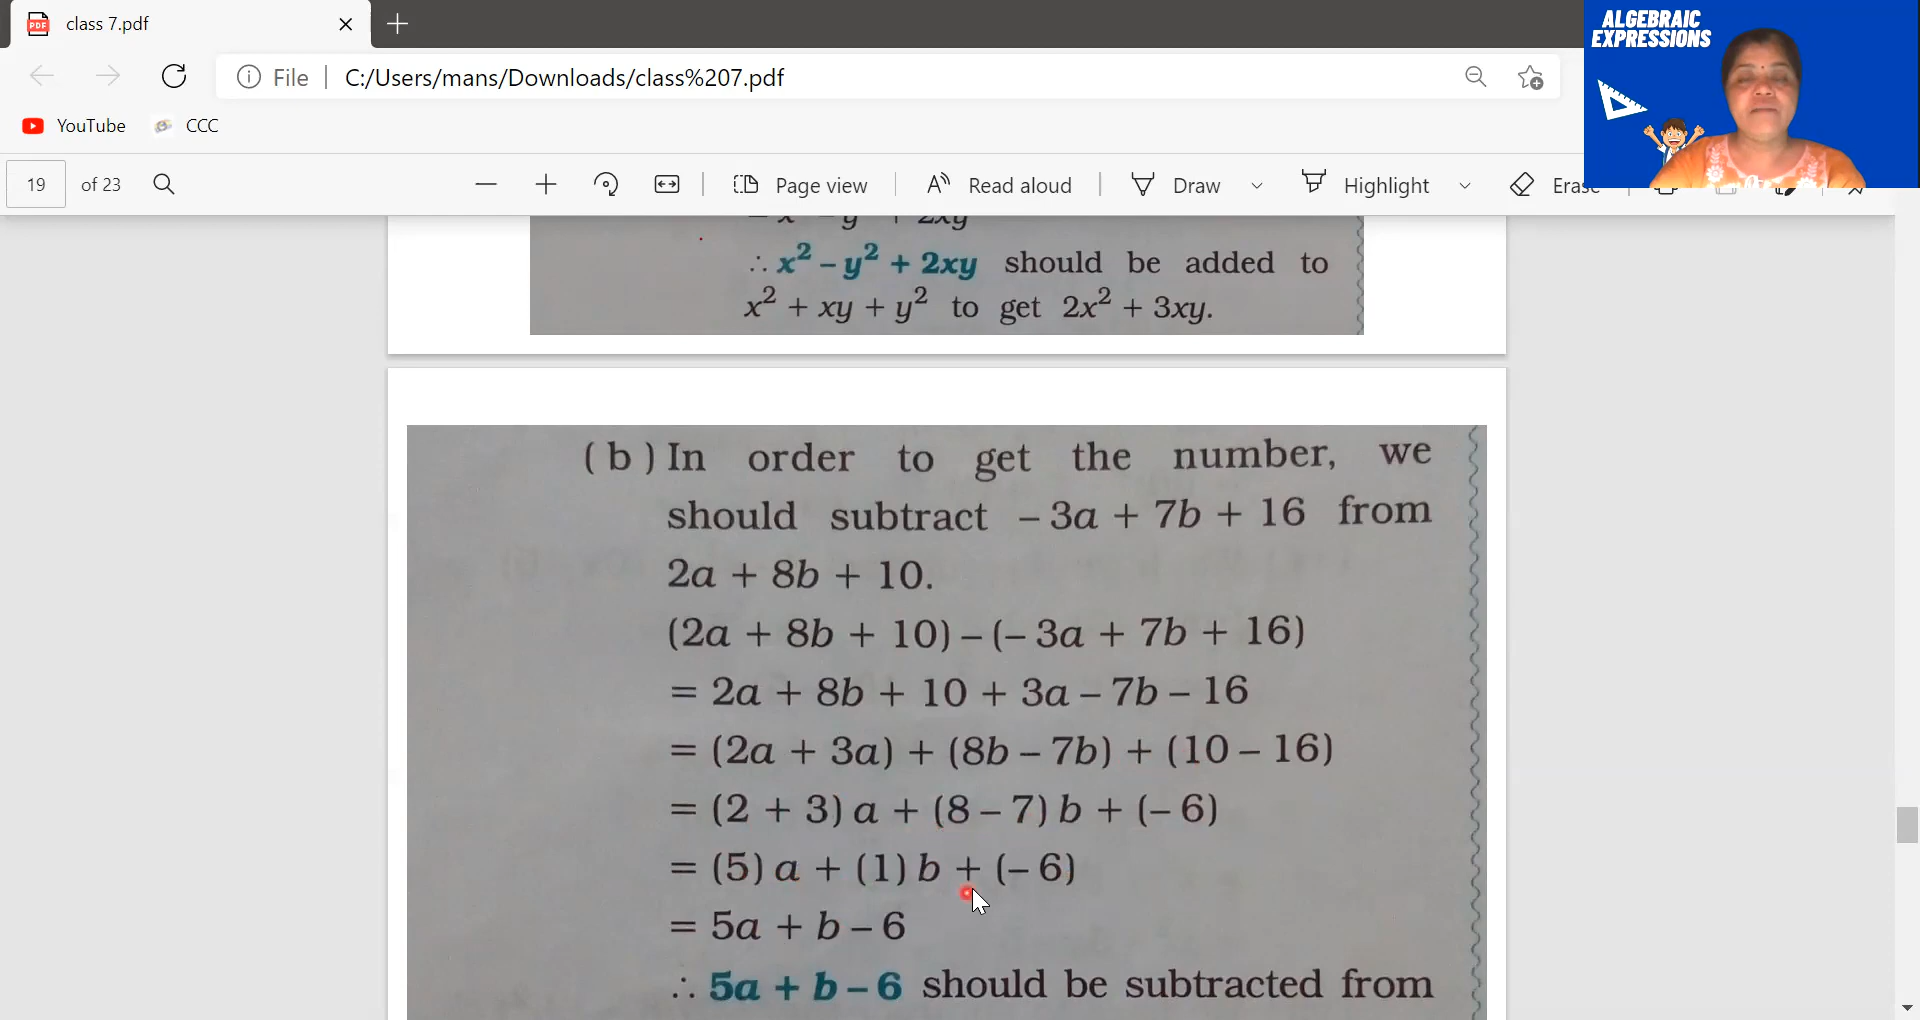 class 7.pdf
File
C:/Users/mans/Downloads/class%207.pdf
YouTube
CCC
19 of 23
Page view
Read aloud
Draw
Highlight
Erase
ALGEBRAIC
EXPRESSIONS
∴ x² – y² + 2xy should be added to
x² + xy + y² to get 2x² + 3xy.
(b) In order to get the number, we
should subtract – 3a + 7b + 16 from
2a + 8b + 10.
(2a + 8b + 10) – (– 3a + 7b + 16)
= 2a + 8b + 10 + 3a – 7b – 16
= (2a + 3a) + (8b – 7b) + (10 – 16)
= (2 + 3) a + (8 – 7) b + (– 6)
= (5) a + (1) b + (– 6)
= 5a + b – 6
∴ 5a + b – 6 should be subtracted from